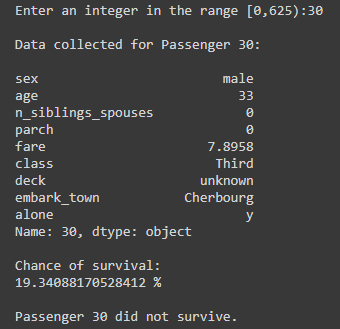 Enter an integer in the range [0,625):30
Data collected for Passenger 30:
sex male
age 33
n_siblings_spouses 0
parch 0
fare 7.8958
class Third
deck unknown
embark_town Cherbourg
alone y
Name: 30, dtype: object
Chance of survival:
19.34088170528412 %
Passenger 30 did not survive.